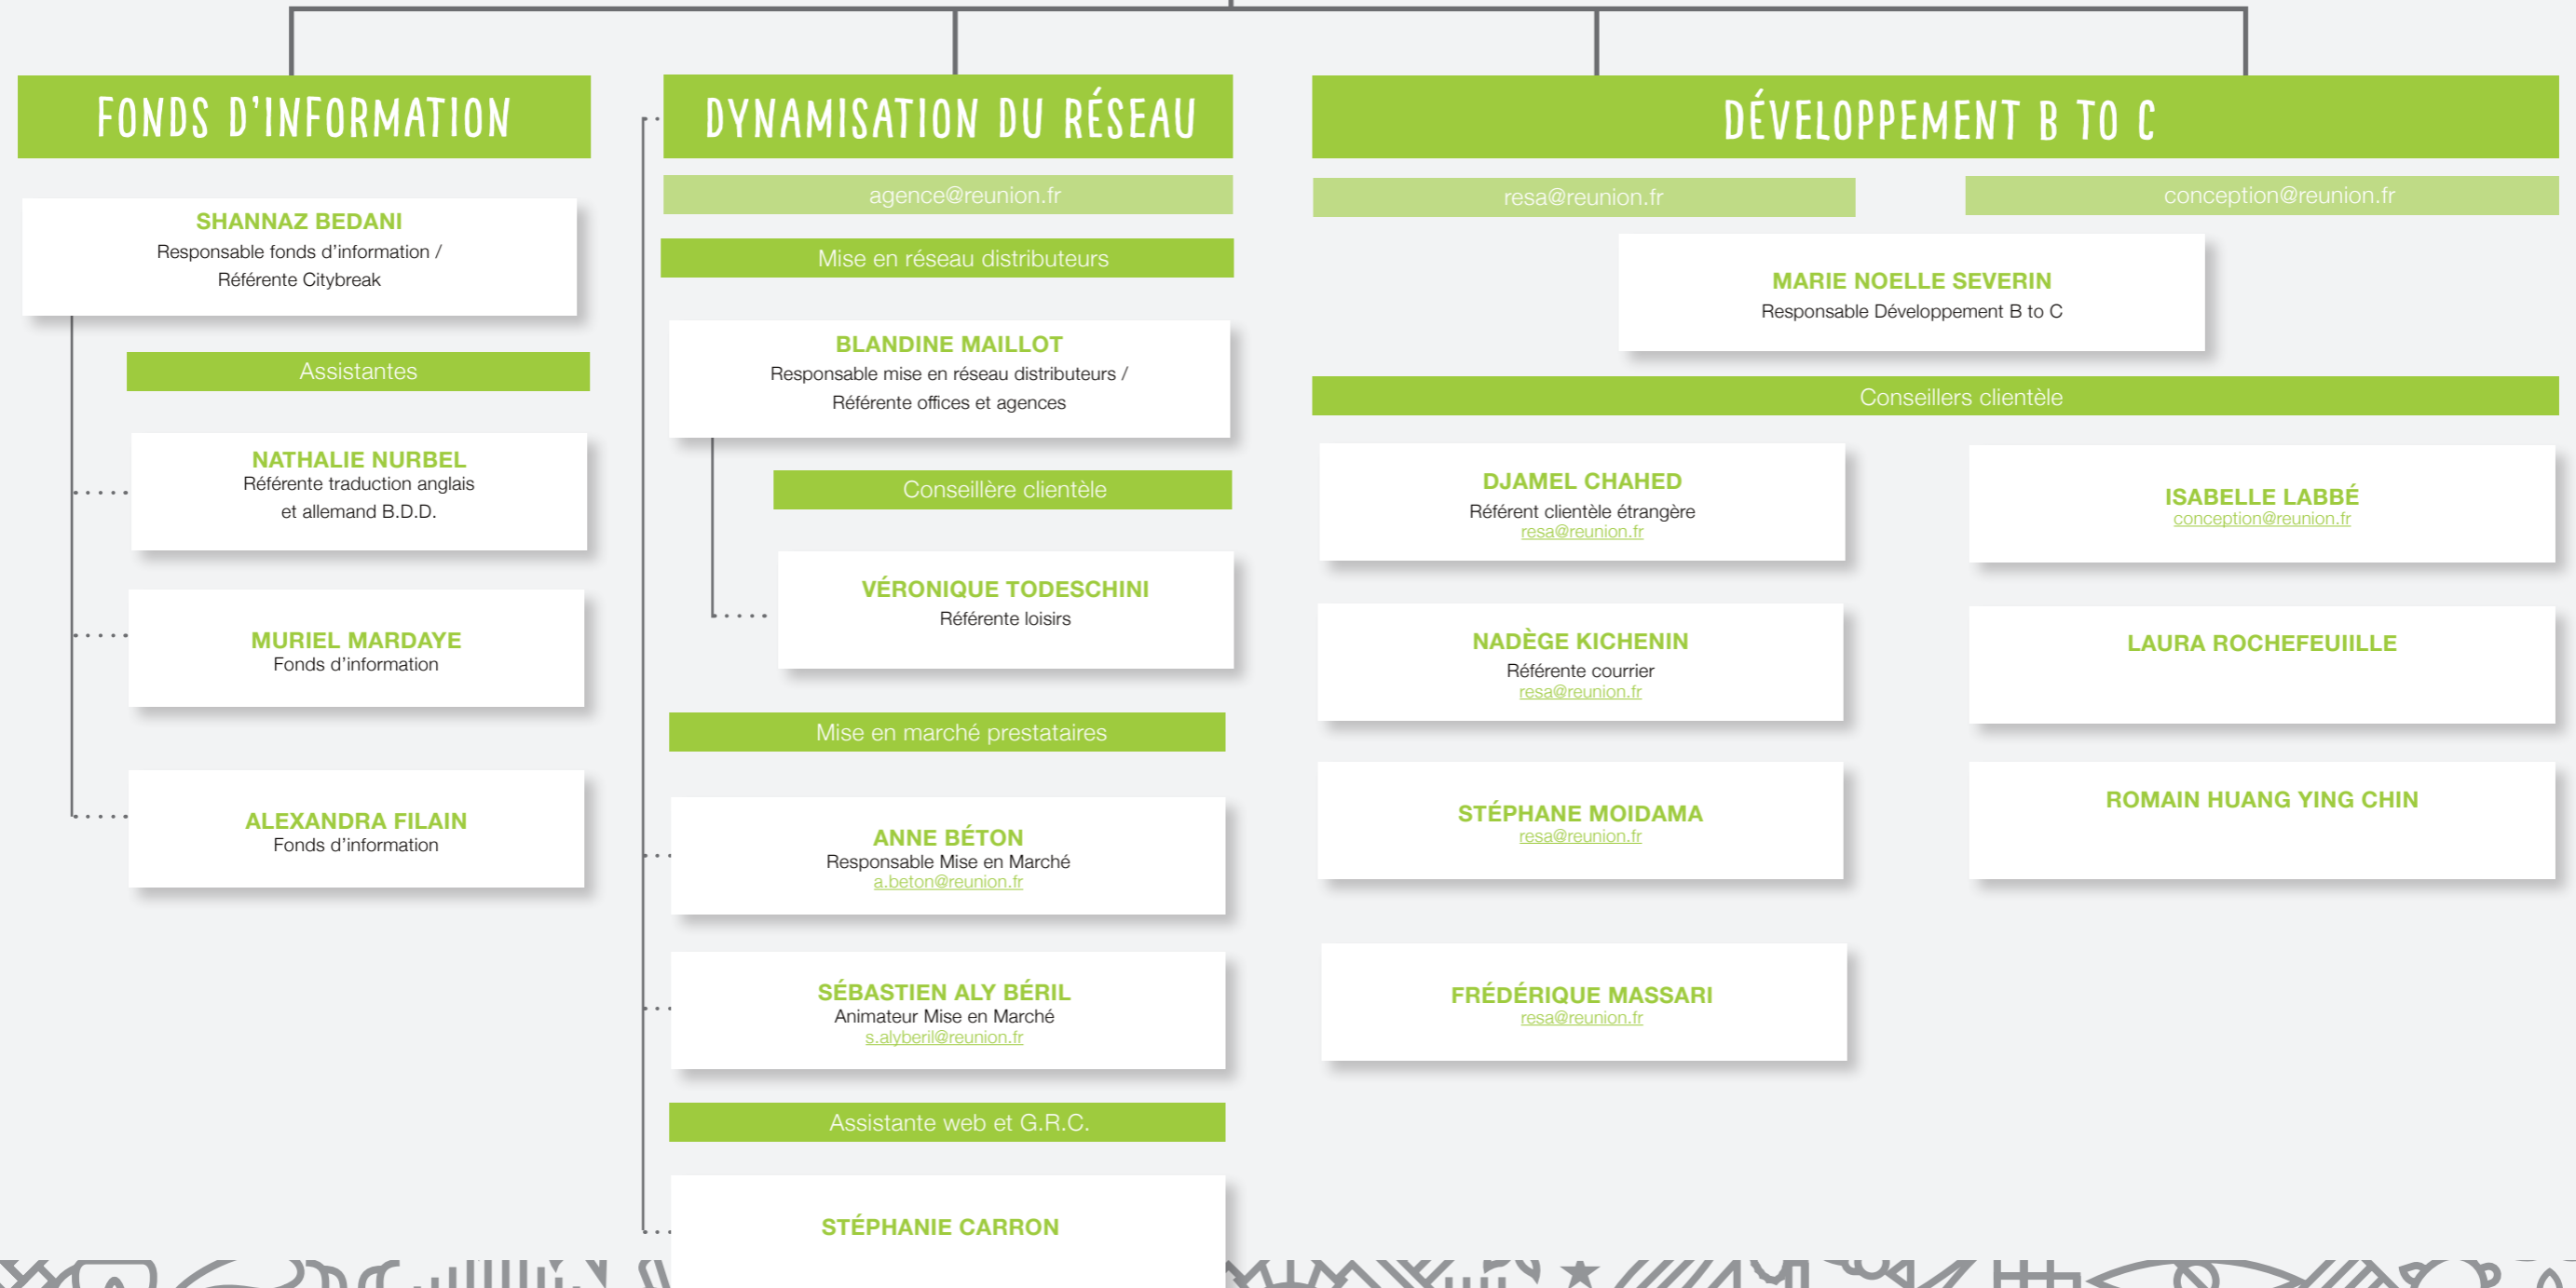 FONDS D'INFORMATION
SHANNAZ BEDANI
Responsable fonds d'information /
Référente Citybreak
Assistantes
NATHALIE NURBEL
Référente traduction anglais
et allemand B.D.D.
MURIEL MARDAYE
Fonds d'information
ALEXANDRA FILAIN
Fonds d'information
DYNAMISATION DU RÉSEAU
agence@reunion.fr
Mise en réseau distributeurs
BLANDINE MAILLOT
Responsable mise en réseau distributeurs /
Référente offices et agences
Conseillère clientèle
VÉRONIQUE TODESCHINI
Référente loisirs
Mise en marché prestataires
ANNE BÉTON
Responsable Mise en Marché
a.beton@reunion.fr
SÉBASTIEN ALY BÉRIL
Animateur Mise en Marché
s.alyberil@reunion.fr
Assistante web et G.R.C.
STÉPHANIE CARRON
DÉVELOPPEMENT B TO C
resa@reunion.fr
conception@reunion.fr
MARIE NOELLE SEVERIN
Responsable Développement B to C
Conseillers clientèle
DJAMEL CHAHED
Référent clientèle étrangère
resa@reunion.fr
NADÈGE KICHENIN
Référente courrier
resa@reunion.fr
STÉPHANE MOIDAMA
resa@reunion.fr
FRÉDÉRIQUE MASSARI
resa@reunion.fr
ISABELLE LABBÉ
conception@reunion.fr
LAURA ROCHEFEUIILLE
ROMAIN HUANG YING CHIN